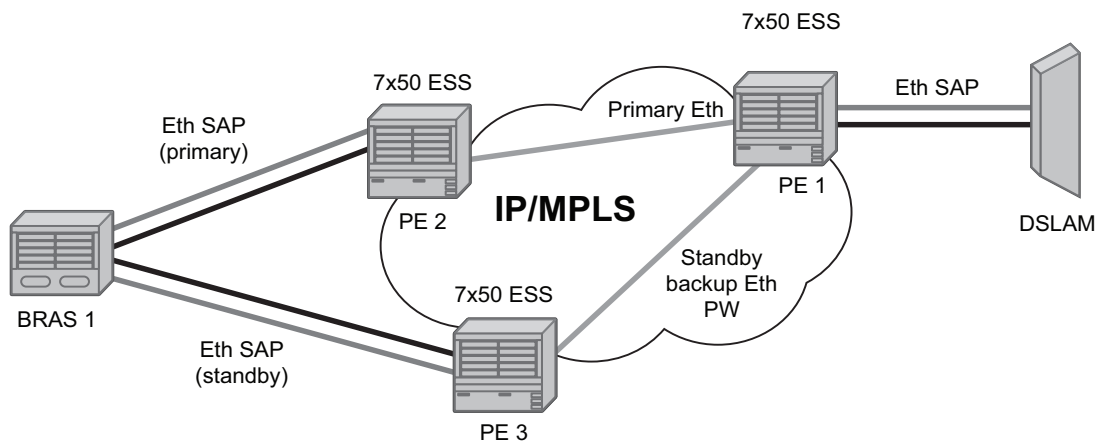 7x50 ESS
7x50 ESS
Eth SAP
Primary Eth
Eth SAP
(primary)
PE 1
IP/MPLS
PE 2
DSLAM
Standby
backup Eth
PW
7x50 ESS
BRAS 1
Eth SAP
(standby)
PE 3